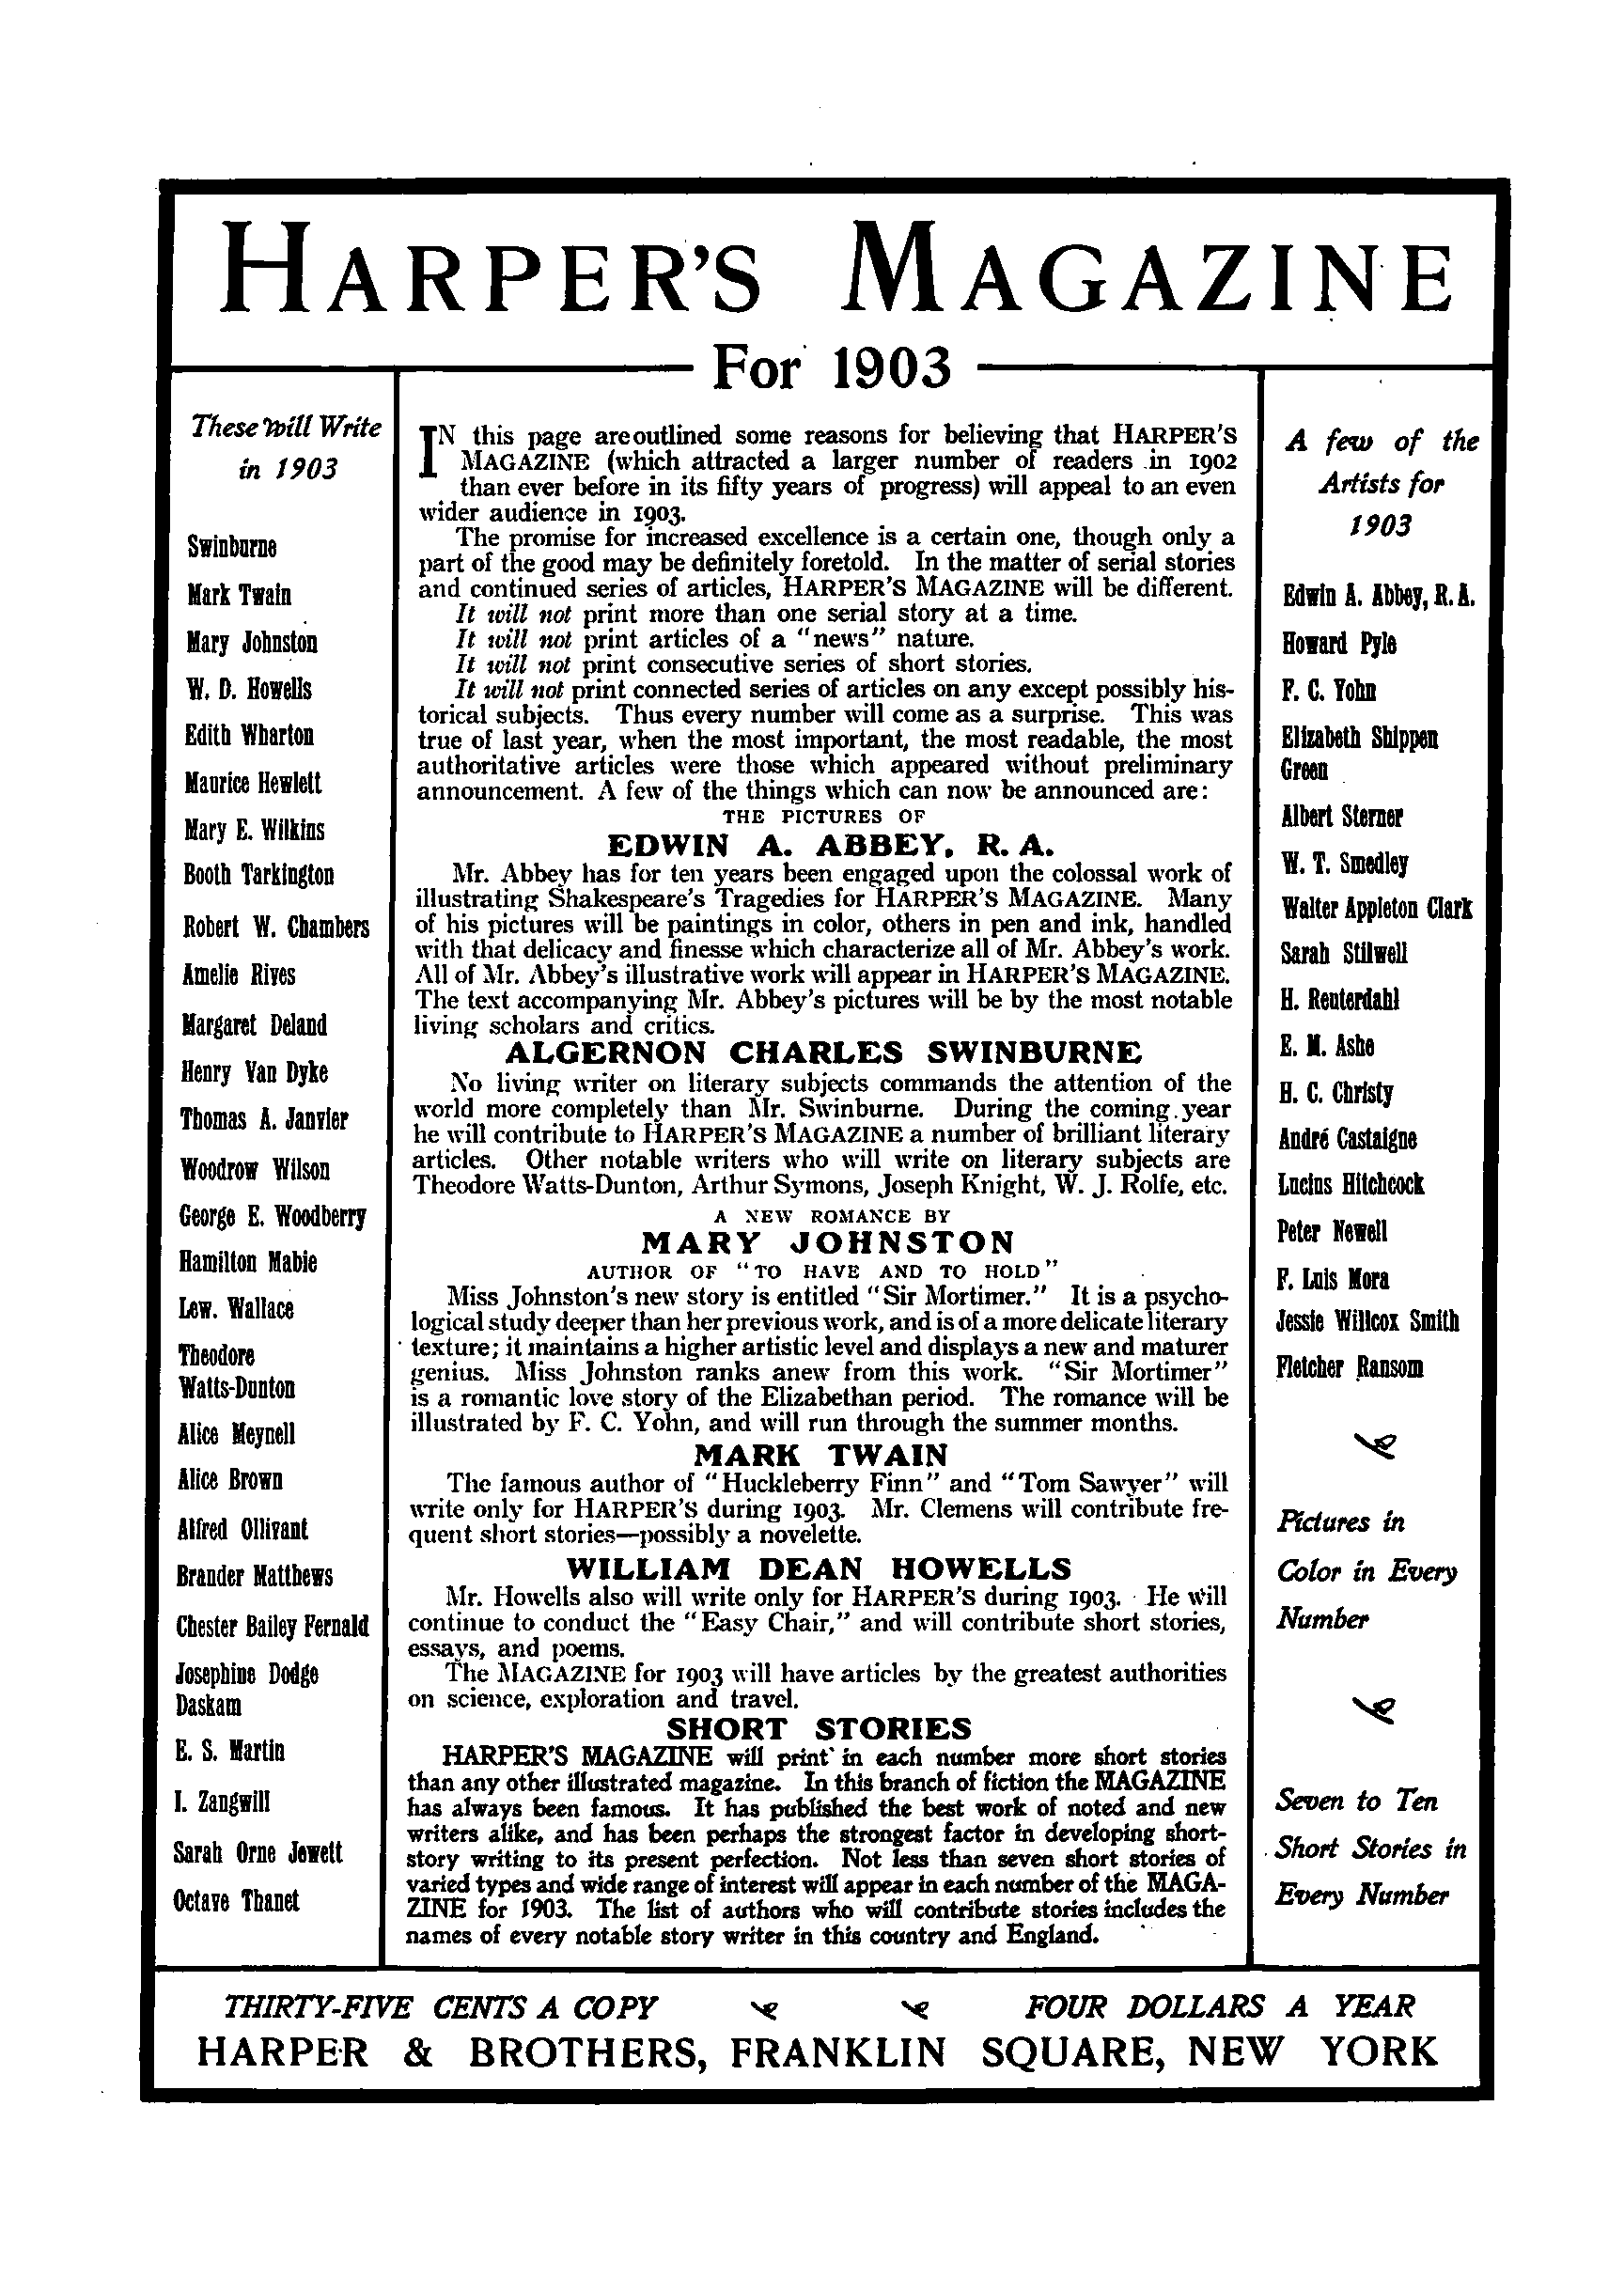 HARPER'S MAGAZINE
For 1903
These Will Write
in 1903
Swinburne
Mark Twain
Mary Johnston
W. D. Howells
Edith Wharton
Maurice Hewlett
Mary E. Wilkins
Booth Tarkington
Robert W. Chambers
Amelie Rives
Margaret Deland
Henry Van Dyke
Thomas A. Janvier
Woodrow Wilson
George E. Woodberry
Hamilton Mabie
Lew. Wallace
Theodore
Watts-Dunton
Alice Meynell
Alice Brown
Alfred Ollivant
Brander Matthews
Chester Bailey Fernald
Josephine Dodge
Daskam
E. S. Martin
I. Zangwill
Sarah Orne Jewett
Octave Thanet
IN this page are outlined some reasons for believing that HARPER'S
MAGAZINE (which attracted a larger number of readers in 1902
than ever before in its fifty years of progress) will appeal to an even
wider audience in 1903.
The promise for increased excellence is a certain one, though only a
part of the good may be definitely foretold. In the matter of serial stories
and continued series of articles, HARPER'S MAGAZINE will be different.
It will not print more than one serial story at a time.
It will not print articles of a "news" nature.
It will not print consecutive series of short stories.
It will not print connected series of articles on any except possibly his-
torical subjects. Thus every number will come as a surprise. This was
true of last year, when the most important, the most readable, the most
authoritative articles were those which appeared without preliminary
announcement. A few of the things which can now be announced are:
THE PICTURES OF
EDWIN A. ABBEY, R. A.
Mr. Abbey has for ten years been engaged upon the colossal work of
illustrating Shakespeare's Tragedies for HARPER'S MAGAZINE. Many
of his pictures will be paintings in color, others in pen and ink, handled
with that delicacy and finesse which characterize all of Mr. Abbey's work.
All of Mr. Abbey's illustrative work will appear in HARPER'S MAGAZINE.
The text accompanying Mr. Abbey's pictures will be by the most notable
living scholars and critics.
ALGERNON CHARLES SWINBURNE
No living writer on literary subjects commands the attention of the
world more completely than Mr. Swinburne. During the coming year
he will contribute to HARPER'S MAGAZINE a number of brilliant literary
articles. Other notable writers who will write on literary subjects are
Theodore Watts-Dunton, Arthur Symons, Joseph Knight, W. J. Rolfe, etc.
A NEW ROMANCE BY
MARY JOHNSTON
AUTHOR OF "TO HAVE AND TO HOLD"
Miss Johnston's new story is entitled "Sir Mortimer." It is a psycho-
logical study deeper than her previous work, and is of a more delicate literary
texture; it maintains a higher artistic level and displays a new and maturer
genius. Miss Johnston ranks anew from this work. "Sir Mortimer"
is a romantic love story of the Elizabethan period. The romance will be
illustrated by F. C. Yohn, and will run through the summer months.
MARK TWAIN
The famous author of "Huckleberry Finn" and "Tom Sawyer" will
write only for HARPER'S during 1903. Mr. Clemens will contribute fre-
quent short stories—possibly a novelette.
WILLIAM DEAN HOWELLS
Mr. Howells also will write only for HARPER'S during 1903. He will
continue to conduct the "Easy Chair," and will contribute short stories,
essays, and poems.
The MAGAZINE for 1903 will have articles by the greatest authorities
on science, exploration and travel.
SHORT STORIES
HARPER'S MAGAZINE will print in each number more short stories
than any other illustrated magazine. In this branch of fiction the MAGAZINE
has always been famous. It has published the best work of noted and new
writers alike, and has been perhaps the strongest factor in developing short-
story writing to its present perfection. Not less than seven short stories of
varied types and wide range of interest will appear in each number of the MAGA-
ZINE for 1903. The list of authors who will contribute stories includes the
names of every notable story writer in this country and England.
A few of the
Artists for
1903
Edwin A. Abbey, R. A.
Howard Pyle
F. C. Yohn
Elizabeth Shippen
Green
Albert Sterner
W. T. Smedley
Walter Appleton Clark
Sarah Stilwell
H. Reuterdahl
E. M. Ashe
H. C. Christy
André Castaigne
Lucius Hitchcock
Peter Newell
F. Luis Mora
Jessie Willcox Smith
Fletcher Ransom
Pictures in
Color in Every
Number
Seven to Ten
Short Stories in
Every Number
THIRTY-FIVE CENTS A COPY FOUR DOLLARS A YEAR
HARPER & BROTHERS, FRANKLIN SQUARE, NEW YORK